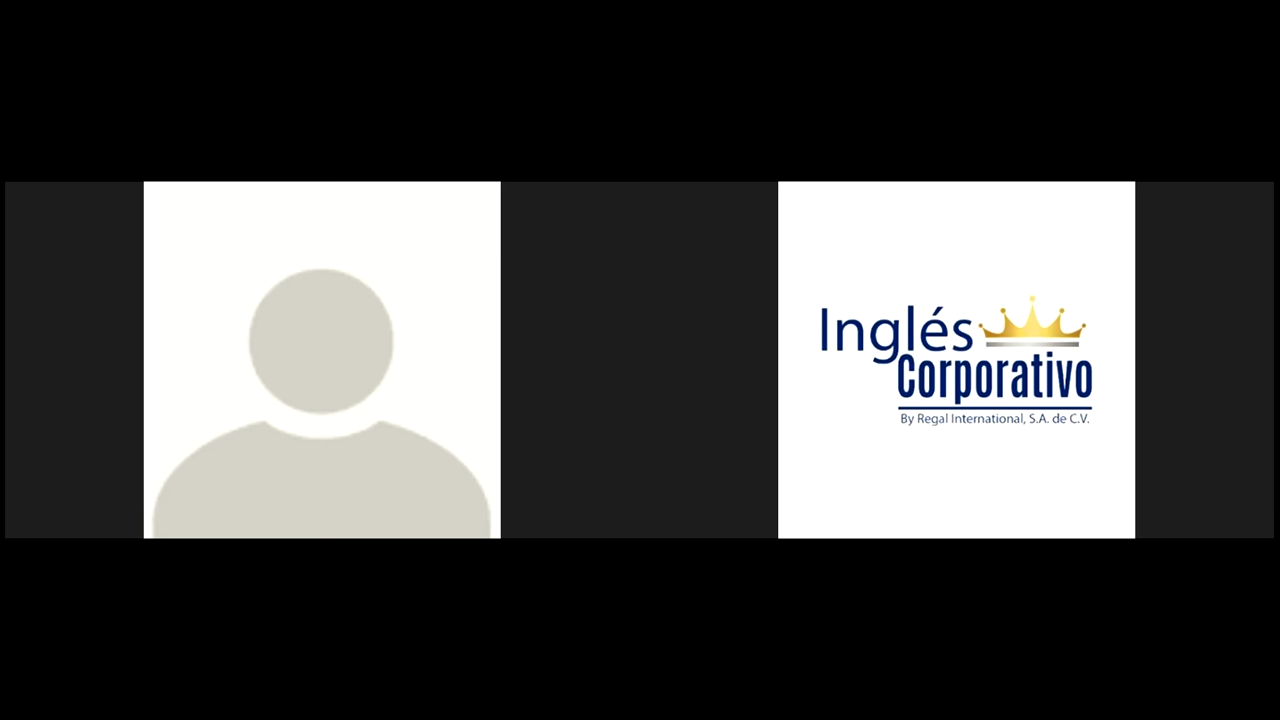 Inglés
Corporativo
By Regal International, S.A. de C.V.